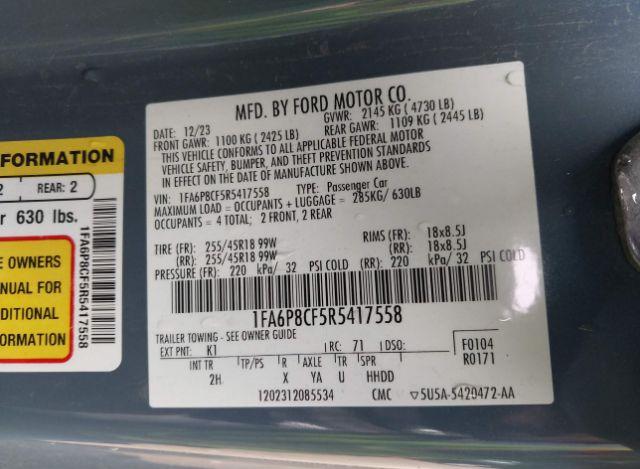 FORMATION
2 REAR: 2
r 630 lbs.
E OWNERS
NUAL FOR
DITIONAL
ORMATION
1FA6P8CF5R5417558
MFD. BY FORD MOTOR CO.
DATE: 12/23 GVWR: 2145 KG ( 4730 LB)
FRONT GAWR: 1100 KG ( 2425 LB) REAR GAWR: 1109 KG ( 2445 LB)
THIS VEHICLE CONFORMS TO ALL APPLICABLE FEDERAL MOTOR
VEHICLE SAFETY, BUMPER, AND THEFT PREVENTION STANDARDS
IN EFFECT ON THE DATE OF MANUFACTURE SHOWN ABOVE.
VIN: 1FA6P8CF5R5417558 TYPE: Passenger Car
MAXIMUM LOAD = OCCUPANTS + LUGGAGE = 285KG/ 630LB
OCCUPANTS = 4 TOTAL; 2 FRONT, 2 REAR
TIRE (FR): 255/45R18 99W RIMS (FR): 18x8.5J
(RR): 255/45R18 99W (RR): 18x8.5J
PRESSURE (FR): 220 kPa/ 32 PSI COLD (RR): 220 kPa/ 32 PSI COLD
1FA6P8CF5R5417558
TRAILER TOWING - SEE OWNER GUIDE
EXT PNT: K1 RC: 71 DSO: F0104
INT TR TP/PS R AXLE TR SPR R0171
2H X YA U HHDD
1202312085534 CMC ▽5U5A-5420472-AA